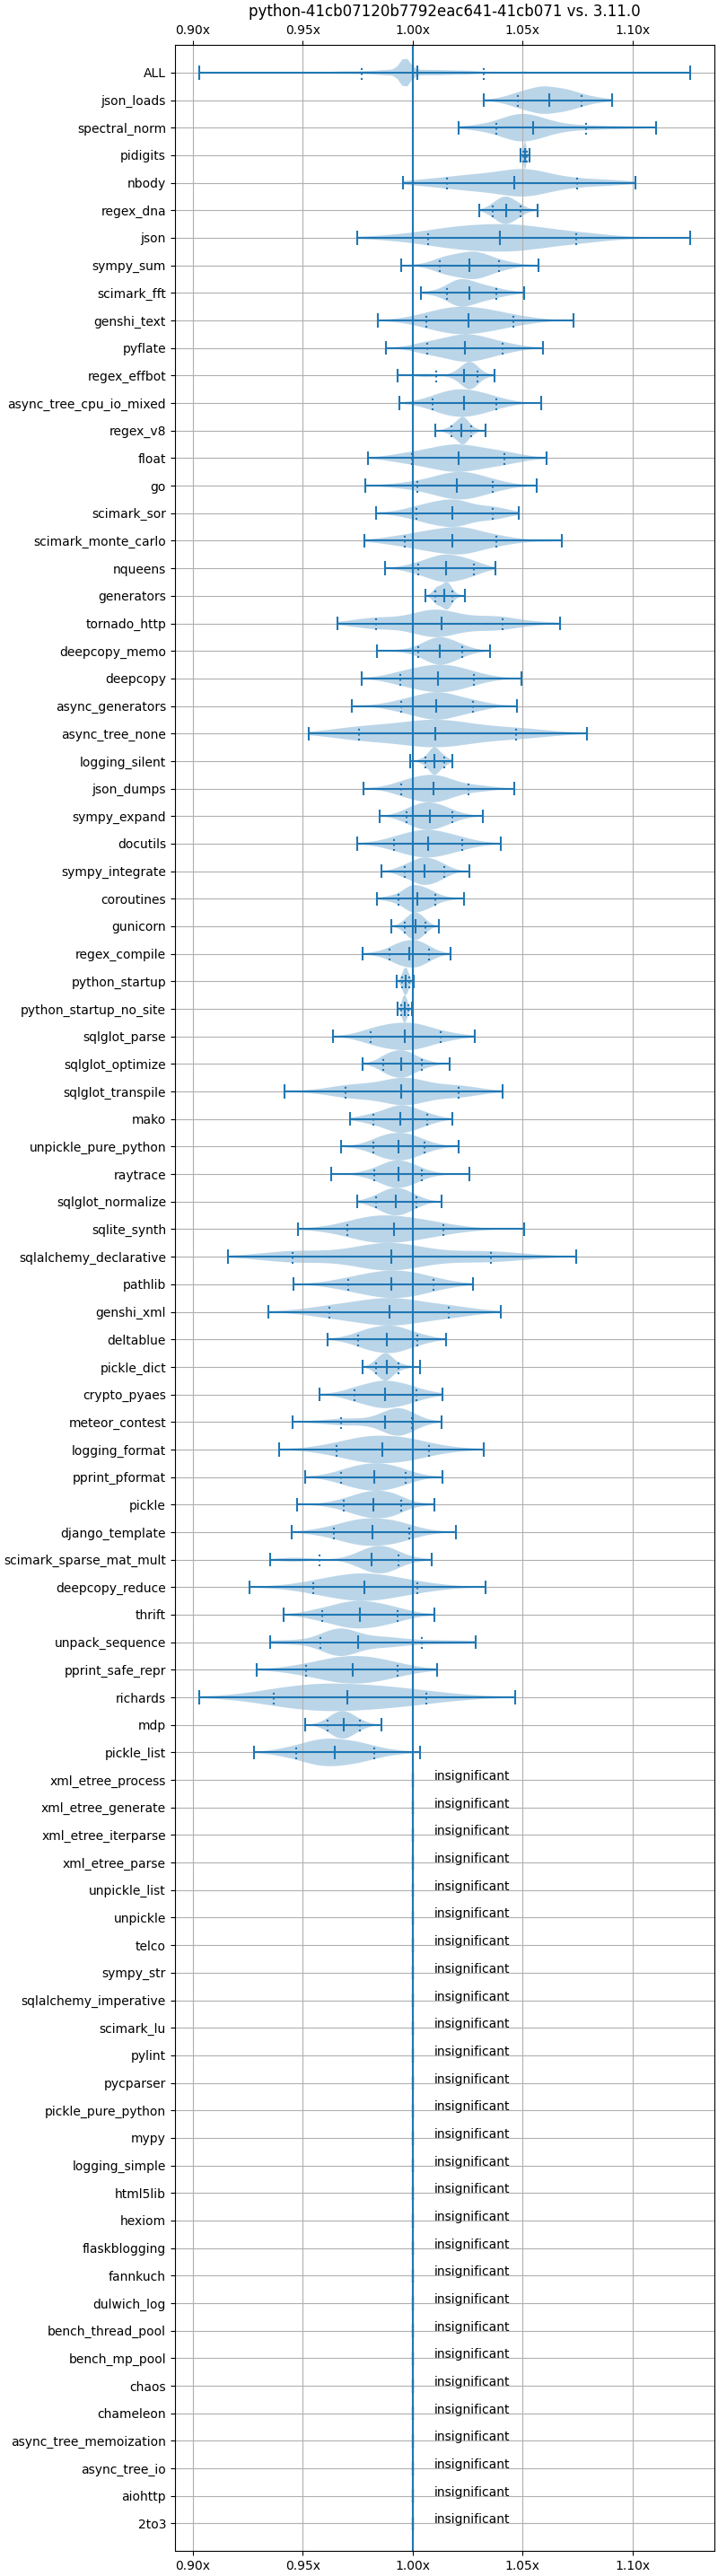 python-41cb07120b7792eac641-41cb071 vs. 3.11.0
0.90x 0.95x 1.00x 1.05x 1.10x
ALL
json_loads
spectral_norm
pidigits
nbody
regex_dna
json
sympy_sum
scimark_fft
genshi_text
pyflate
regex_effbot
async_tree_cpu_io_mixed
regex_v8
float
go
scimark_sor
scimark_monte_carlo
nqueens
generators
tornado_http
deepcopy_memo
deepcopy
async_generators
async_tree_none
logging_silent
json_dumps
sympy_expand
docutils
sympy_integrate
coroutines
gunicorn
regex_compile
python_startup
python_startup_no_site
sqlglot_parse
sqlglot_optimize
sqlglot_transpile
mako
unpickle_pure_python
raytrace
sqlglot_normalize
sqlite_synth
sqlalchemy_declarative
pathlib
genshi_xml
deltablue
pickle_dict
crypto_pyaes
meteor_contest
logging_format
pprint_pformat
pickle
django_template
scimark_sparse_mat_mult
deepcopy_reduce
thrift
unpack_sequence
pprint_safe_repr
richards
mdp
pickle_list
xml_etree_process insignificant
xml_etree_generate insignificant
xml_etree_iterparse insignificant
xml_etree_parse insignificant
unpickle_list insignificant
unpickle insignificant
telco insignificant
sympy_str insignificant
sqlalchemy_imperative insignificant
scimark_lu insignificant
pylint insignificant
pycparser insignificant
pickle_pure_python insignificant
mypy insignificant
logging_simple insignificant
html5lib insignificant
hexiom insignificant
flaskblogging insignificant
fannkuch insignificant
dulwich_log insignificant
bench_thread_pool insignificant
bench_mp_pool insignificant
chaos insignificant
chameleon insignificant
async_tree_memoization insignificant
async_tree_io insignificant
aiohttp insignificant
2to3 insignificant
0.90x 0.95x 1.00x 1.05x 1.10x